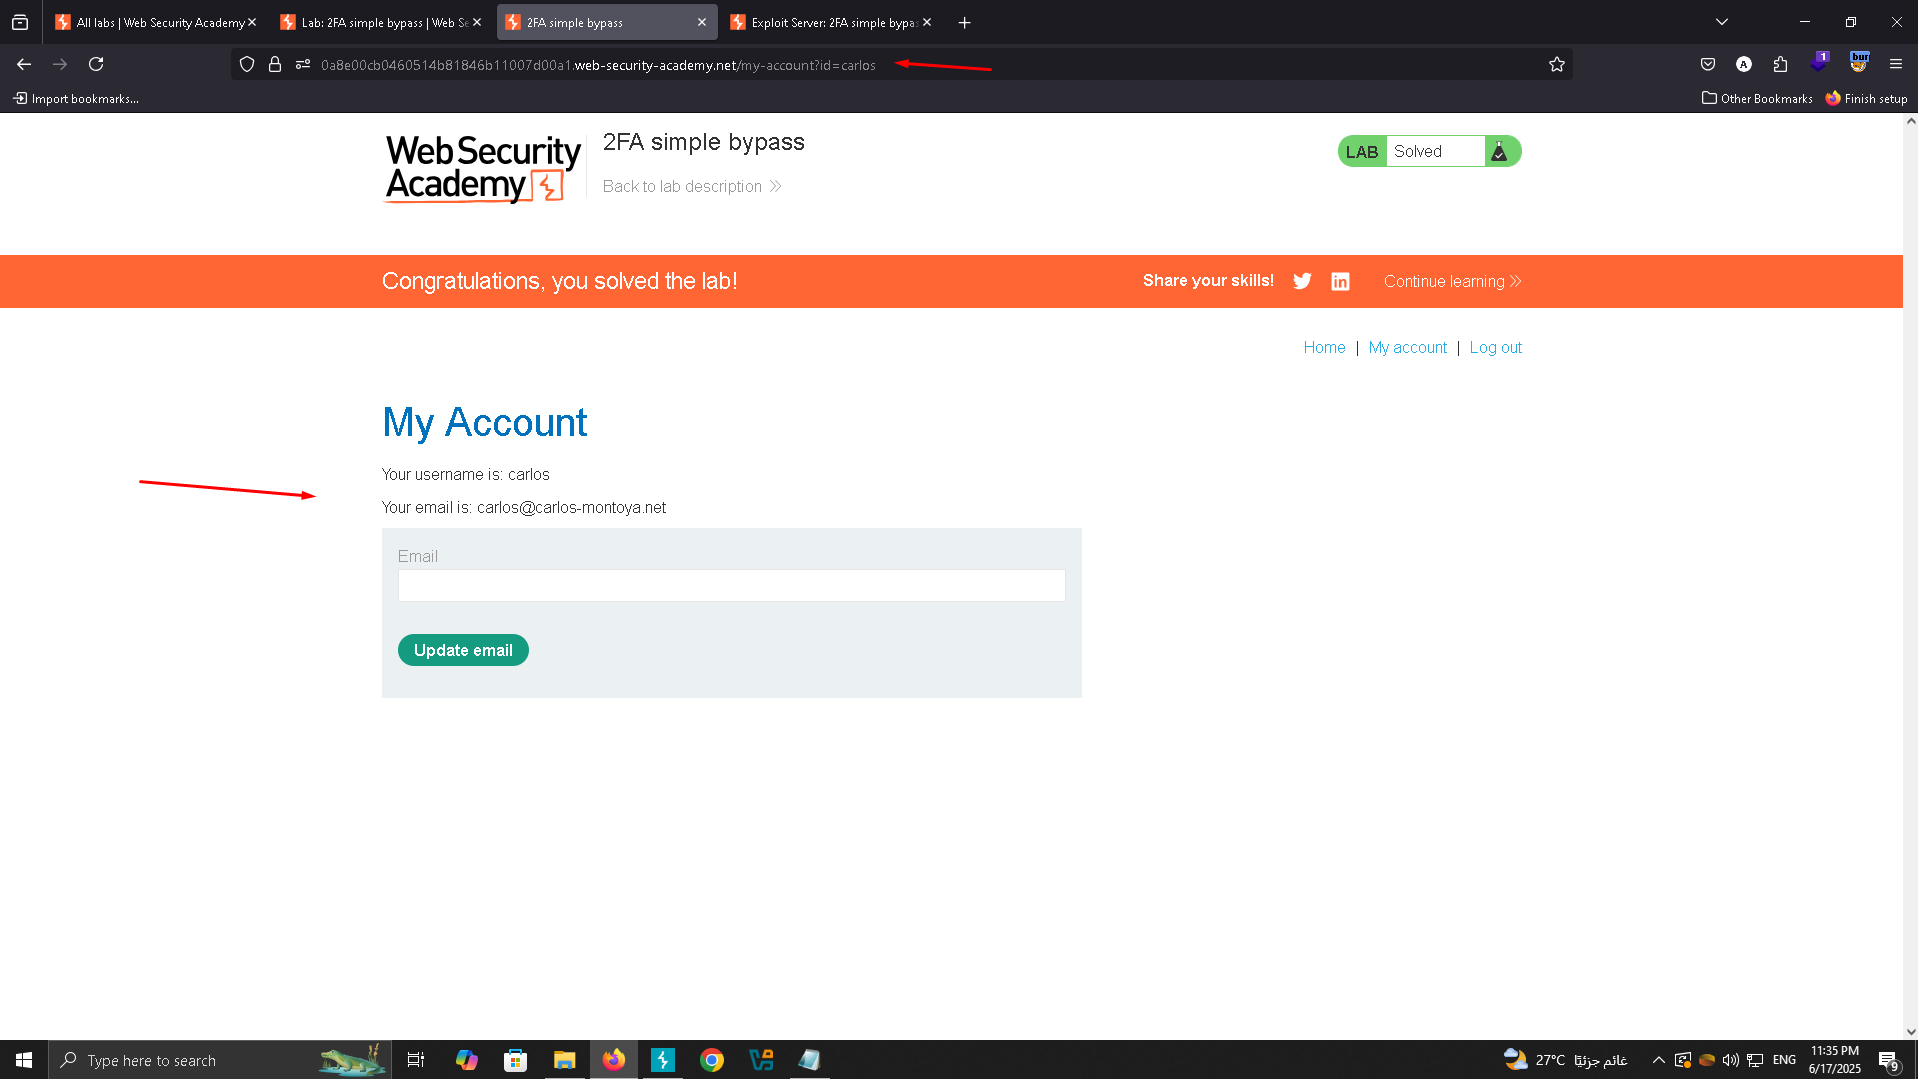 All labs | Web Security Academy
Lab: 2FA simple bypass | Web Se
2FA simple bypass
Exploit Server: 2FA simple bypas
0a8e00cb0460514b81846b11007d00a1.web-security-academy.net/my-account?id=carlos
1
bur
A
Import bookmarks...
Other Bookmarks
Finish setup
Web Security
Academy
2FA simple bypass
Back to lab description
LAB
Solved
Congratulations, you solved the lab!
Share your skills!
Continue learning
Home | My account | Log out
My Account
Your username is: carlos
Your email is: carlos@carlos-montoya.net
Email
Update email
Type here to search
27°C
غائم جزئيًا
ENG
11:35 PM
6/17/2025
9